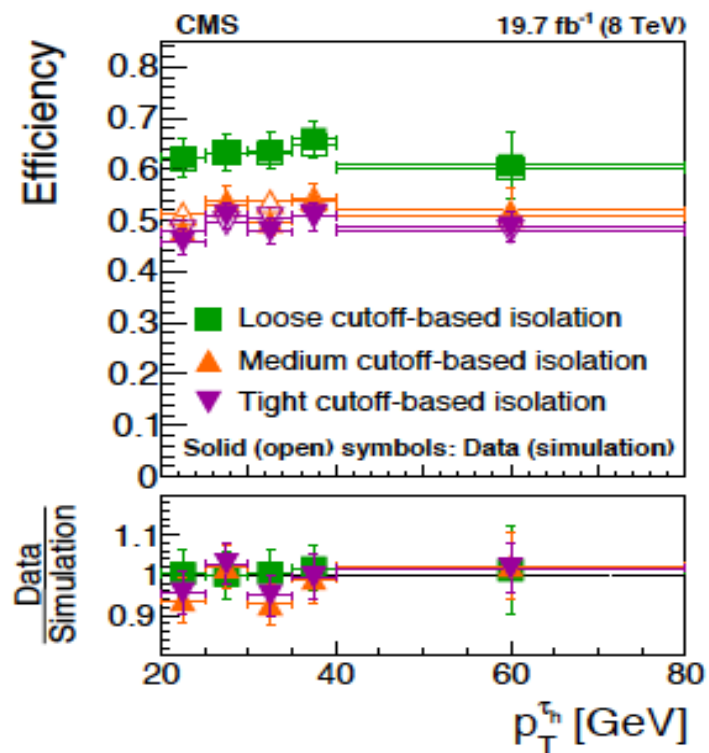 CMS 19.7 fb⁻¹ (8 TeV)
Efficiency
0.8
0.7
0.6
0.5
0.4
0.3
0.2
0.1
0
Loose cutoff-based isolation
Medium cutoff-based isolation
Tight cutoff-based isolation
Solid (open) symbols: Data (simulation)
Data
Simulation
1.1
1
0.9
20 40 60 80
p_T^{τ_h} [GeV]